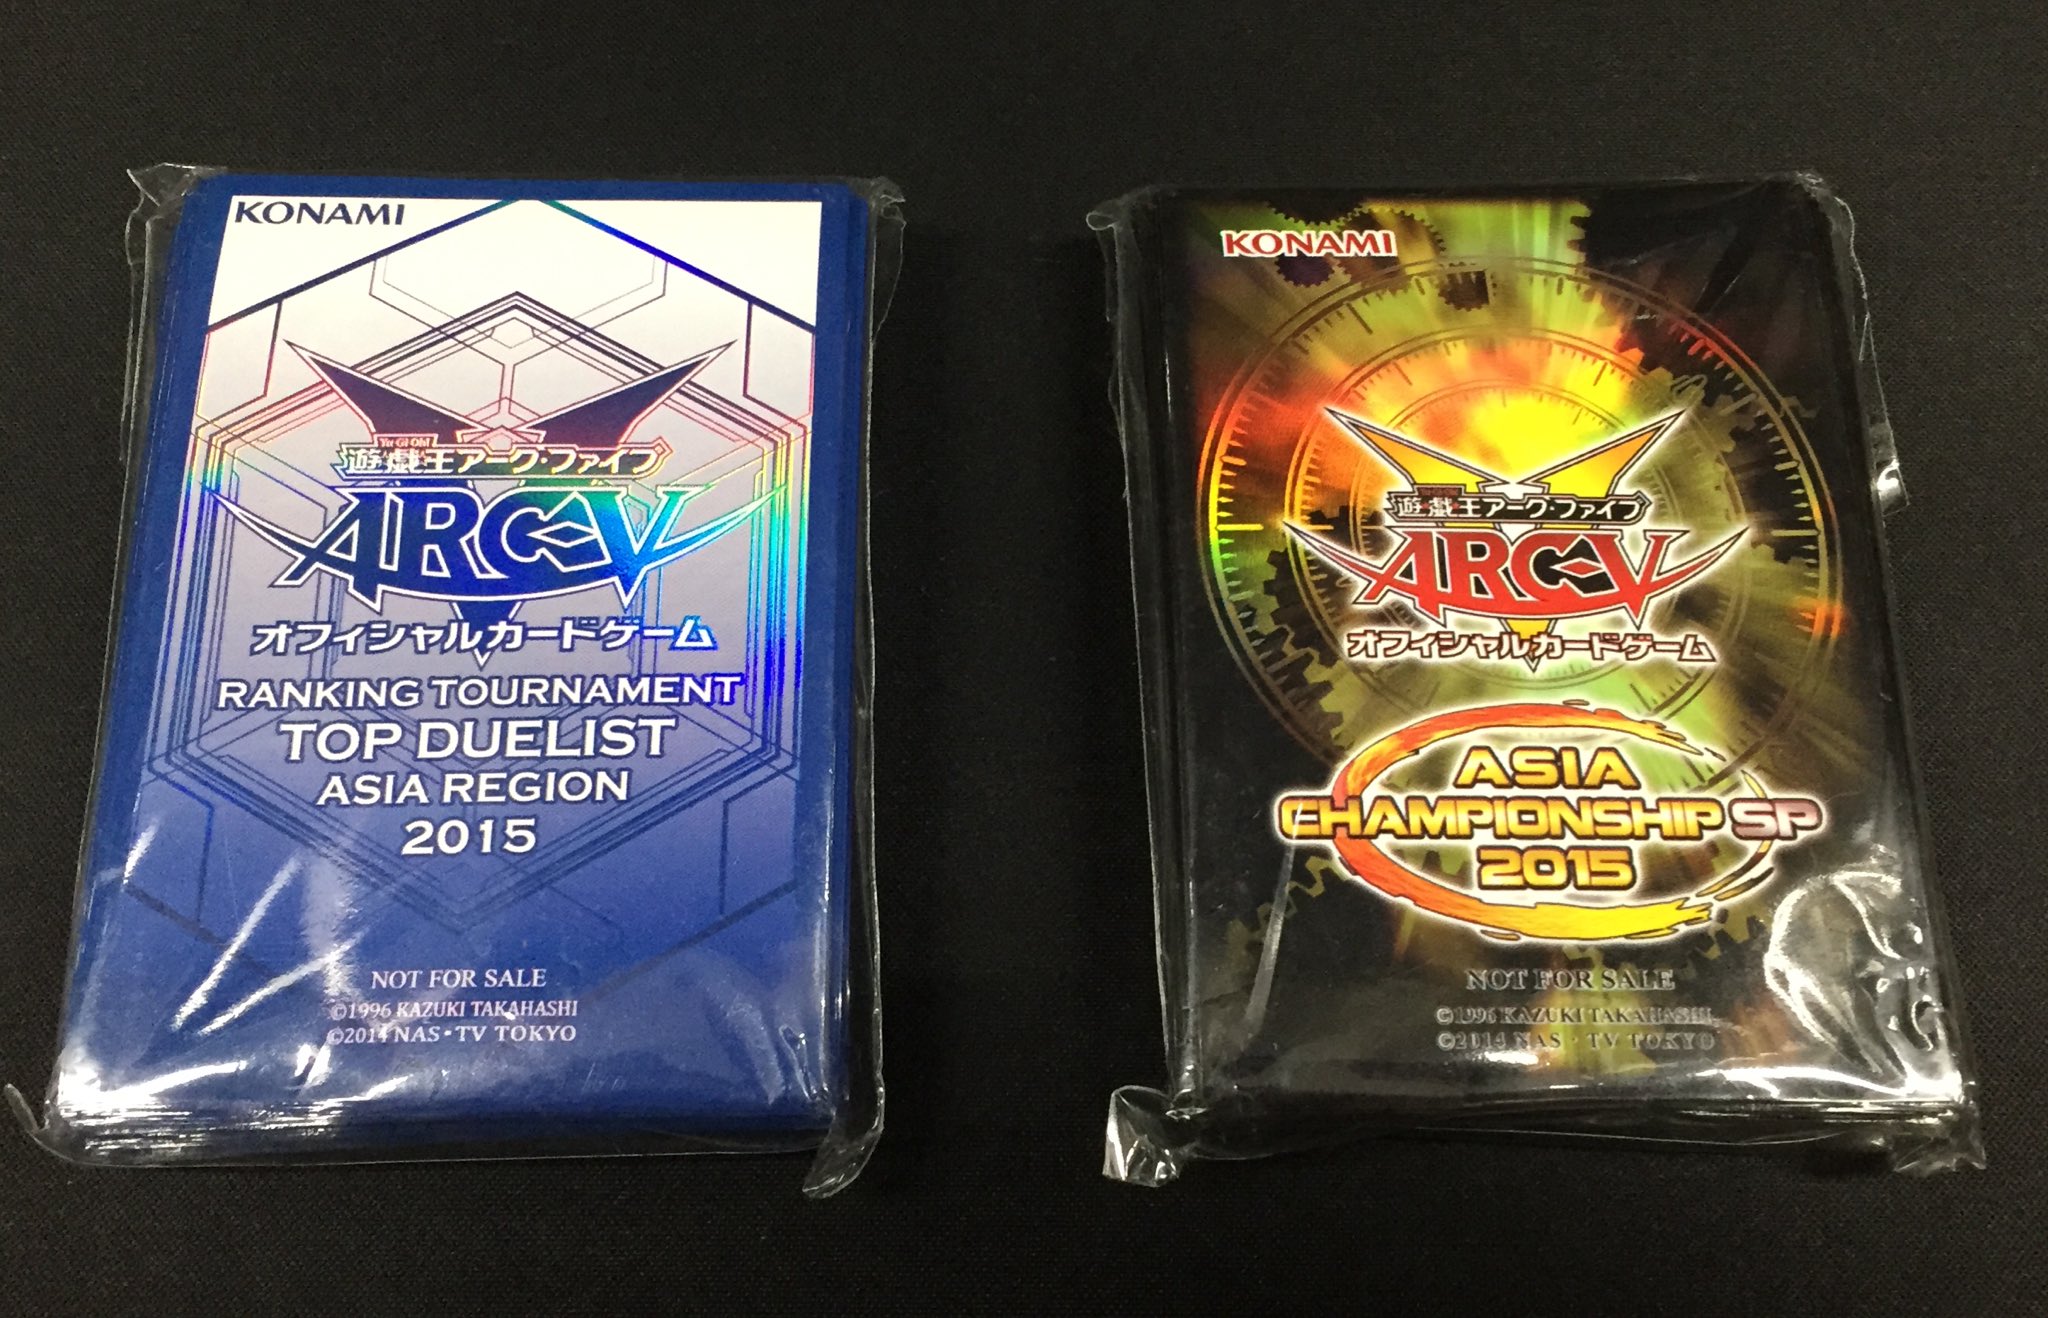 KONAMI
Yu-Gi-Oh!
遊戯王アーク・ファイブ
ARC-V
オフィシャルカードゲーム
RANKING TOURNAMENT
TOP DUELIST
ASIA REGION
2015
NOT FOR SALE
©1996 KAZUKI TAKAHASHI
©2014 NAS・TV TOKYO
KONAMI
遊戯王アーク・ファイブ
ARC-V
オフィシャルカードゲーム
ASIA
CHAMPIONSHIP SP
2015
NOT FOR SALE
©1996 KAZUKI TAKAHASHI
©2014 NAS・TV TOKYO